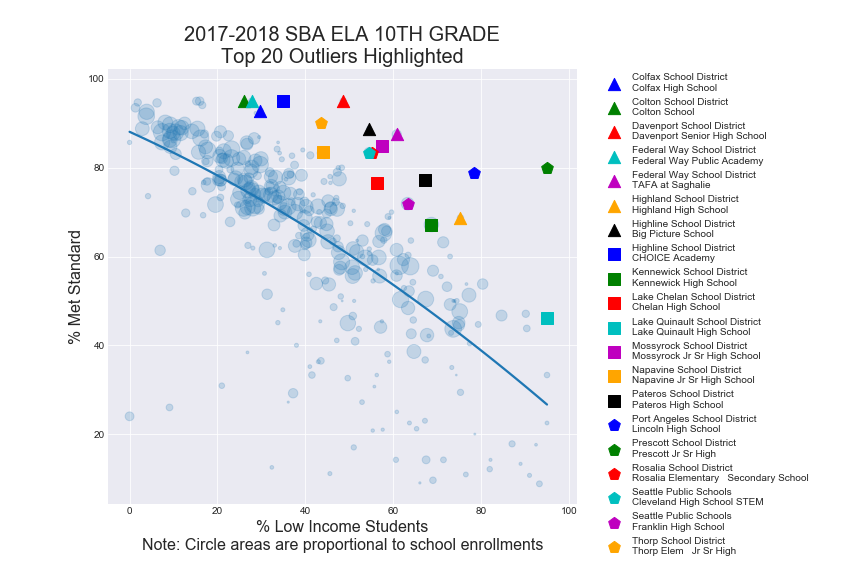 2017-2018 SBA ELA 10TH GRADE
Top 20 Outliers Highlighted
100
80
60
40
20
% Met Standard
0
20
40
60
80
100
% Low Income Students
Note: Circle areas are proportional to school enrollments
Colfax School District
Colfax High School
Colton School District
Colton School
Davenport School District
Davenport Senior High School
Federal Way School District
Federal Way Public Academy
Federal Way School District
TAFA at Saghalie
Highland School District
Highland High School
Highline School District
Big Picture School
Highline School District
CHOICE Academy
Kennewick School District
Kennewick High School
Lake Chelan School District
Chelan High School
Lake Quinault School District
Lake Quinault High School
Mossyrock School District
Mossyrock Jr Sr High School
Napavine School District
Napavine Jr Sr High School
Pateros School District
Pateros High School
Port Angeles School District
Lincoln High School
Prescott School District
Prescott Jr Sr High
Rosalia School District
Rosalia Elementary   Secondary School
Seattle Public Schools
Cleveland High School STEM
Seattle Public Schools
Franklin High School
Thorp School District
Thorp Elem   Jr Sr High